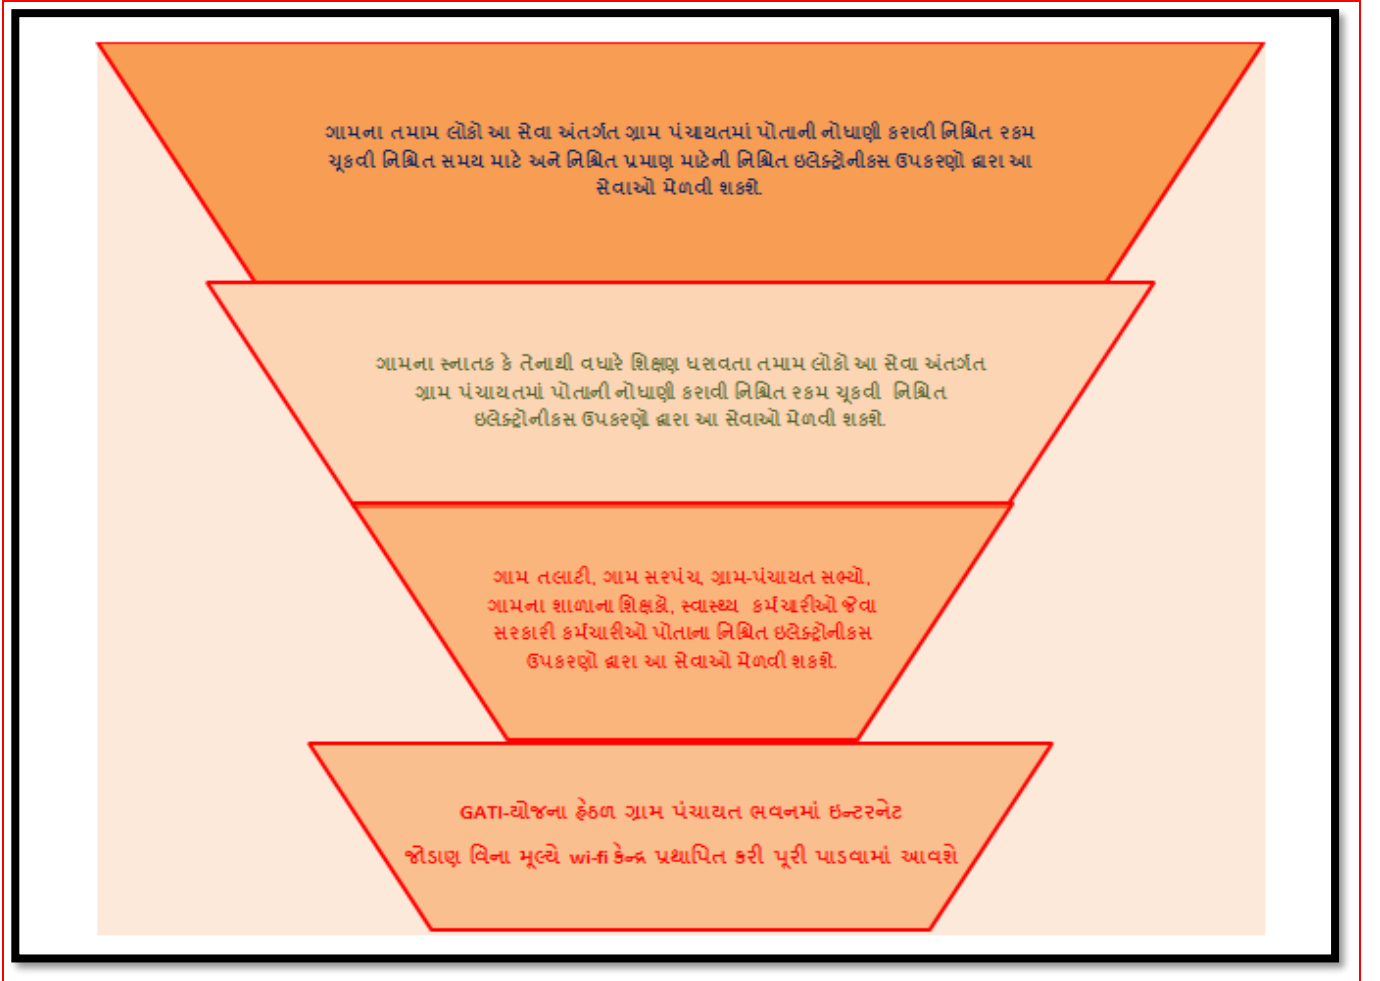 ગામના તમામ લોકો આ સેવા અંતર્ગત ગ્રામ પંચાયતમાં પોતાની નોધાણી કરાવી નિશ્ચિત રકમ
ચૂકવી નિશ્ચિત સમય માટે અને નિશ્ચિત પ્રમાણ માટેની નિશ્ચિત ઇલેક્ટ્રોનીકસ ઉપકરણો દ્વારા આ
સેવાઓ મેળવી શકશે.
ગામના સ્નાતક કે તેનાથી વધારે શિક્ષણ ધરાવતા તમામ લોકો આ સેવા અંતર્ગત
ગ્રામ પંચાયતમાં પોતાની નોધાણી કરાવી નિશ્ચિત રકમ ચૂકવી નિશ્ચિત
ઇલેક્ટ્રોનીકસ ઉપકરણો દ્વારા આ સેવાઓ મેળવી શકશે.
ગામ તલાટી, ગામ સરપંચ, ગ્રામ-પંચાયત સભ્યો,
ગામના શાળાના શિક્ષકો, સ્વાસ્થ્ય કર્મચારીઓ જેવા
સરકારી કર્મચારીઓ પોતાના નિશ્ચિત ઇલેક્ટ્રોનીકસ
ઉપકરણો દ્વારા આ સેવાઓ મેળવી શકશે.
GATI-યોજના હેઠળ ગ્રામ પંચાયત ભવનમાં ઇન્ટરનેટ
જોડાણ વિના મૂલ્યે wi-fi કેન્દ્ર પ્રથાપિત કરી પૂરી પાડવામાં આવશે